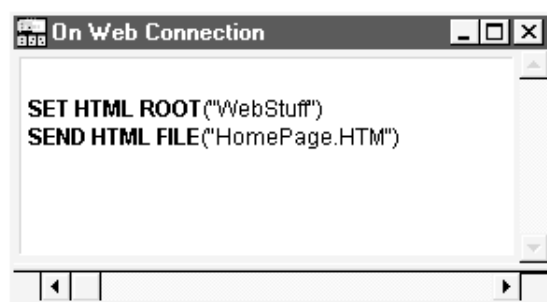 On Web Connection
SET HTML ROOT("WebStuff")
SEND HTML FILE("HomePage.HTM")